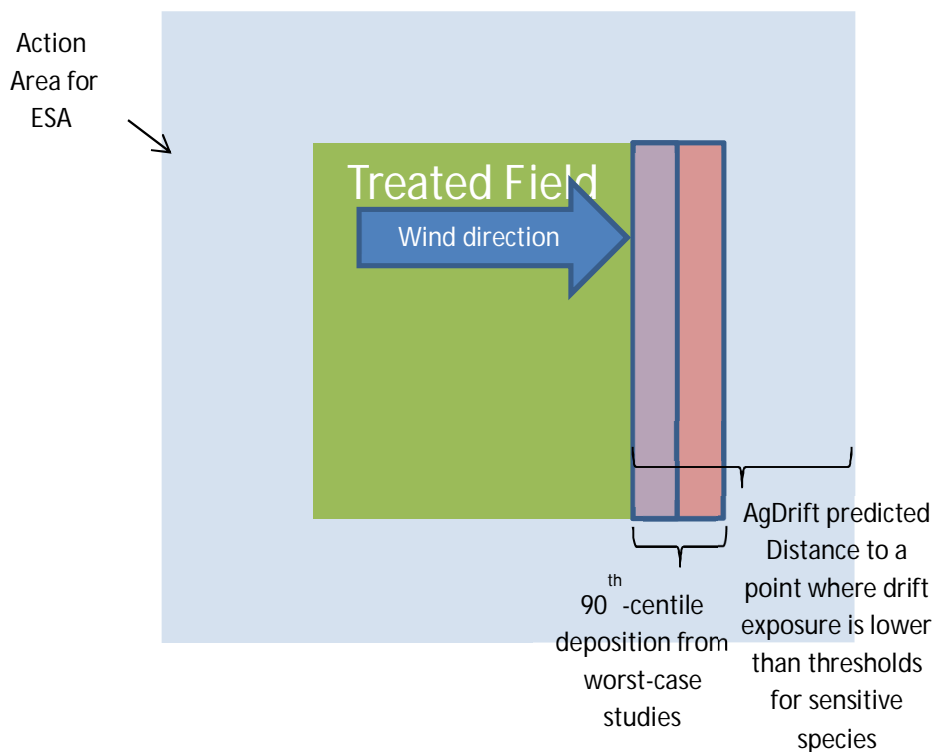 Action
Area for
ESA
Treated Field
Wind direction
90th-centile
deposition from
worst-case
studies
AgDrift predicted
Distance to a
point where drift
exposure is lower
than thresholds
for sensitive
species